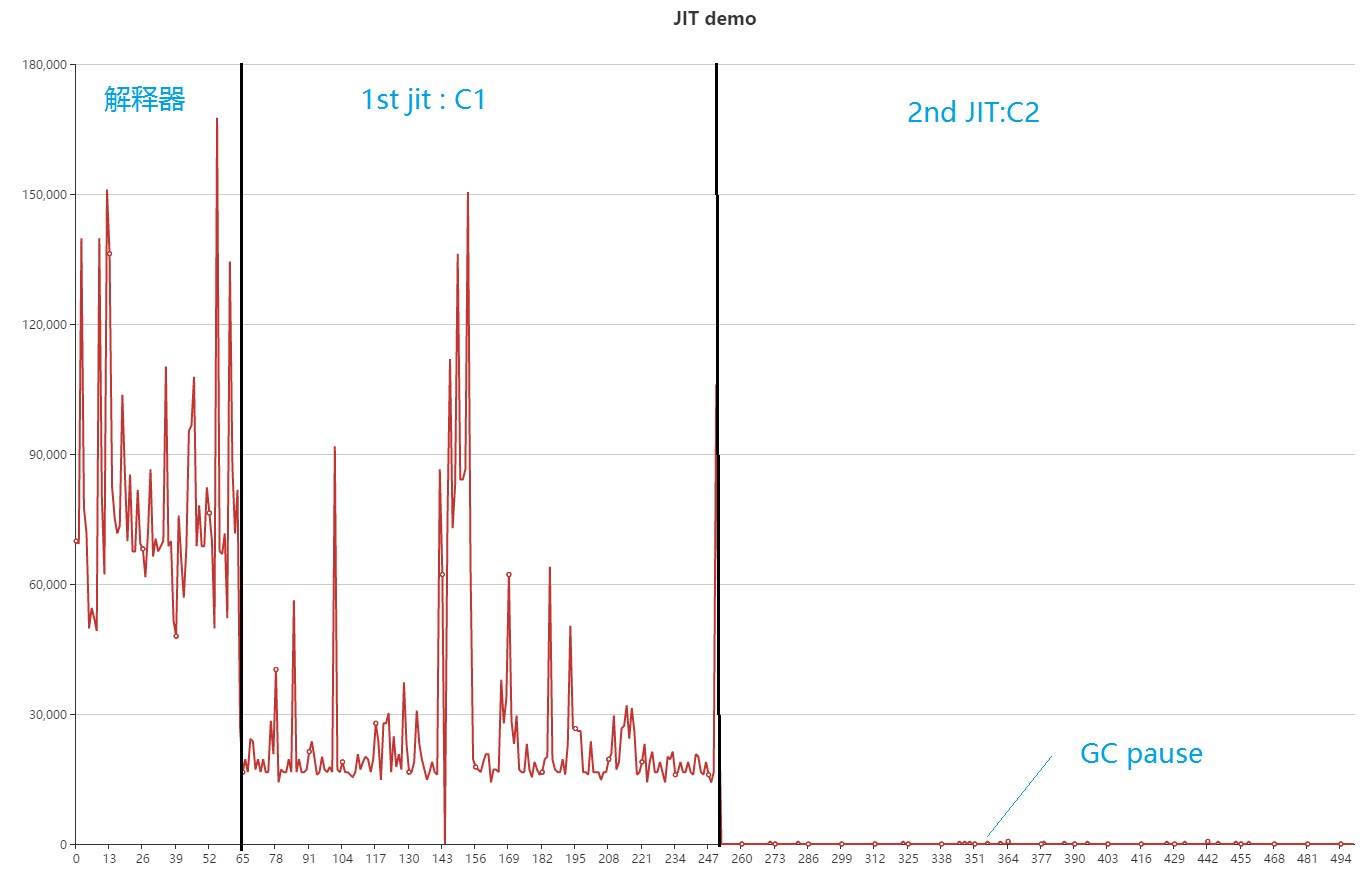 JIT demo
180,000
解释器
1st jit : C1
2nd JIT:C2
150,000
120,000
90,000
60,000
30,000
GC pause
0
0 13 26 39 52 65 78 91 104 117 130 143 156 169 182 195 208 221 234 247 260 273 286 299 312 325 338 351 364 377 390 403 416 429 442 455 468 481 494